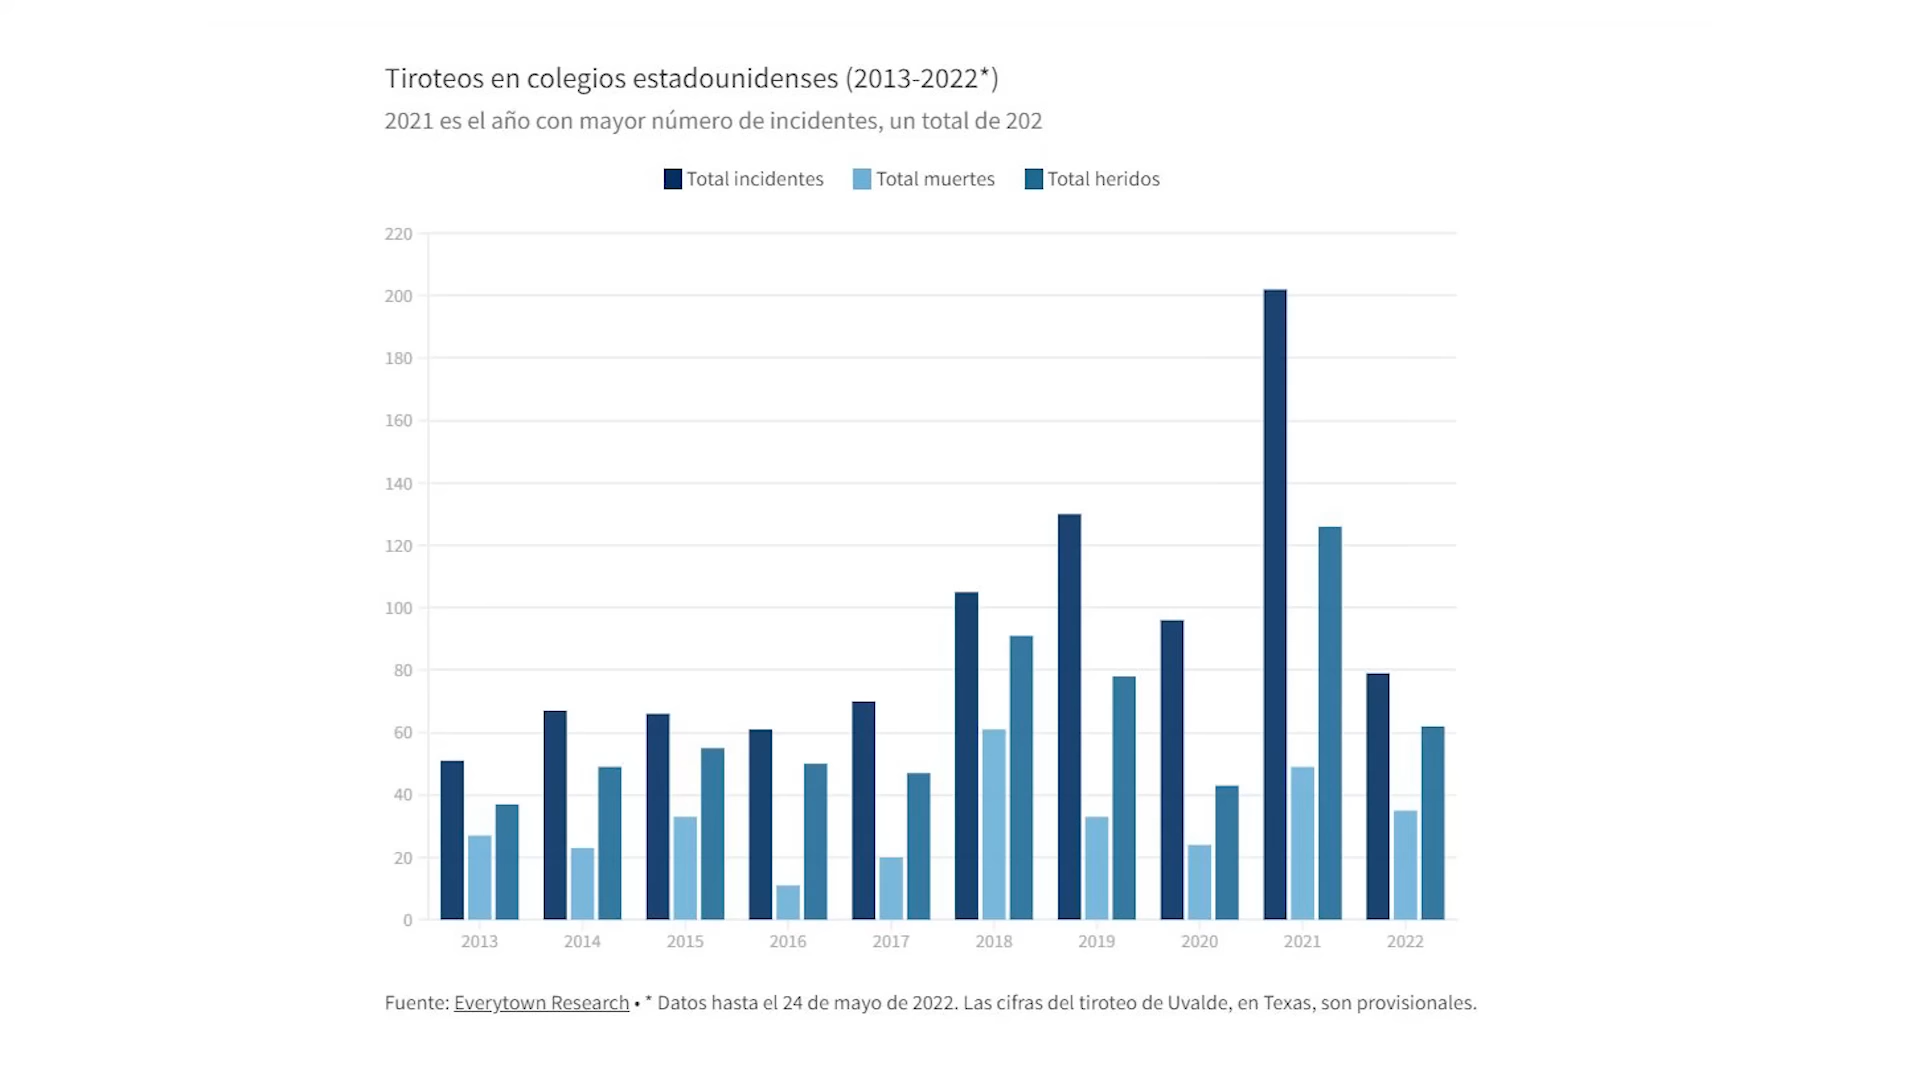 Tiroteos en colegios estadounidenses (2013-2022*)
2021 es el año con mayor número de incidentes, un total de 202
Total incidentes Total muertes Total heridos
220
200
180
160
140
120
100
80
60
40
20
0
2013 2014 2015 2016 2017 2018 2019 2020 2021 2022
Fuente: Everytown Research • * Datos hasta el 24 de mayo de 2022. Las cifras del tiroteo de Uvalde, en Texas, son provisionales.